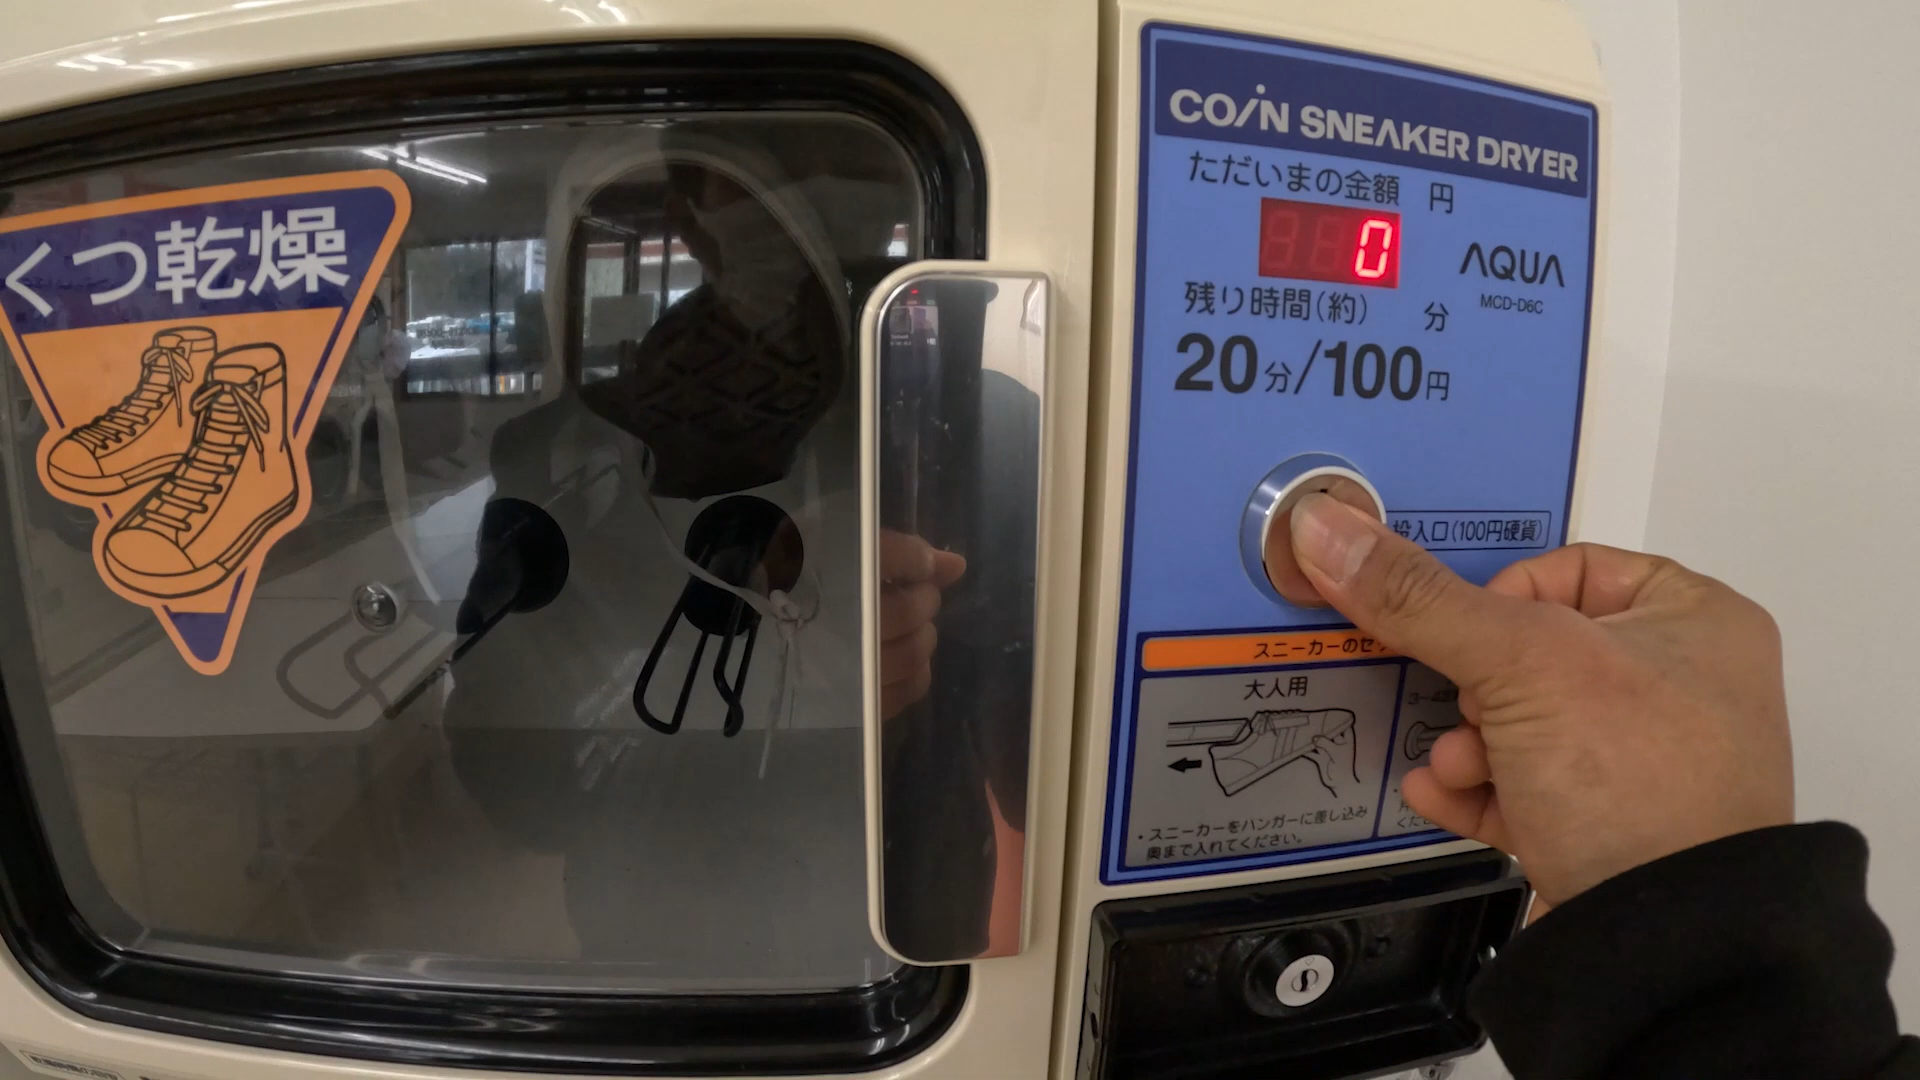 くつ乾燥
COIN SNEAKER DRYER
ただいまの金額 円
0
AQUA
MCD-D6C
残り時間(約) 分
20分/100円
投入口(100円硬貨)
スニーカーのセッ
大人用
・スニーカーをハンガーに差し込み
奥まで入れてください。